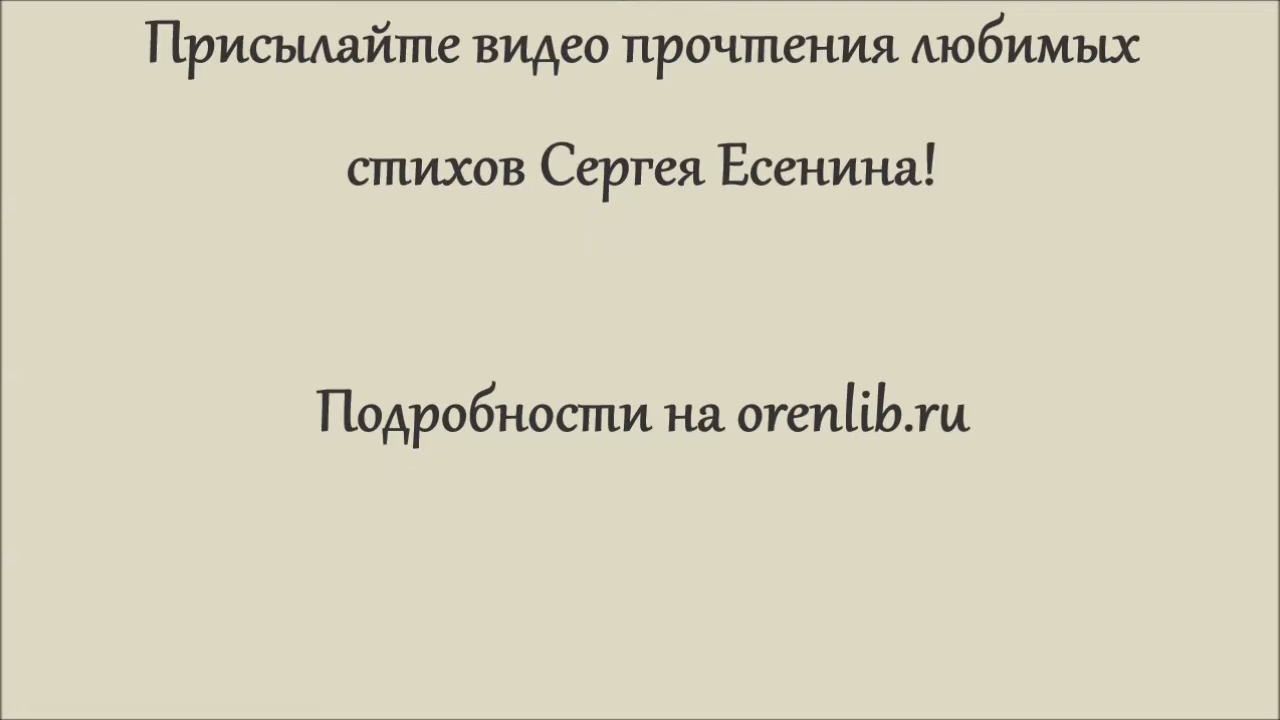 Присылайте видео прочтения любимых
стихов Сергея Есенина!
Подробности на orenlib.ru